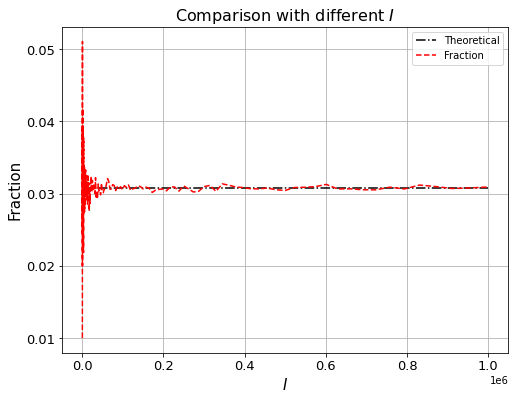 Comparison with different I
Theoretical
Fraction
Fraction
0.05
0.04
0.03
0.02
0.01
0.0 0.2 0.4 0.6 0.8 1.0
1e6
I